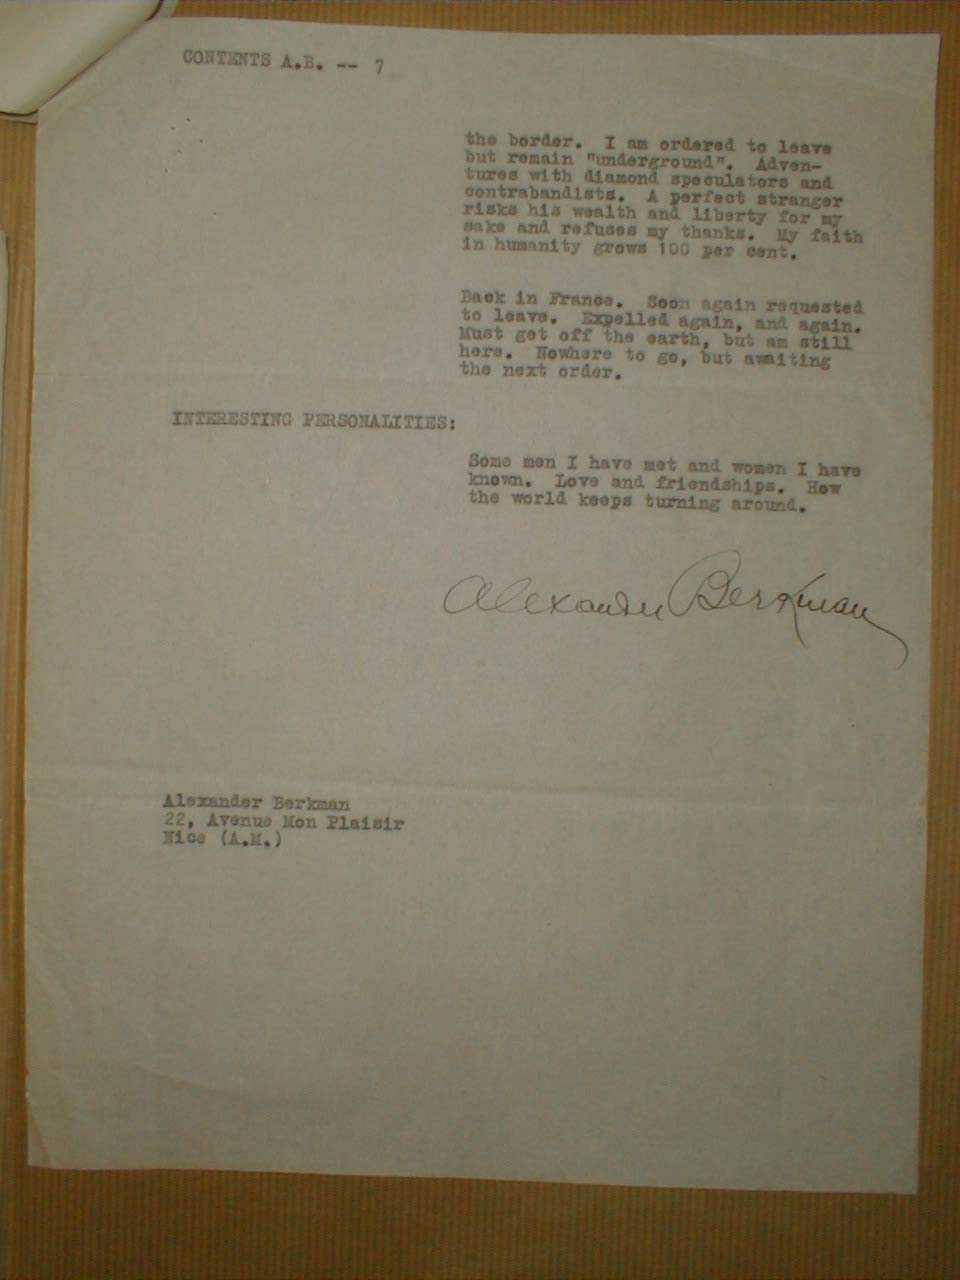 CONTENTS A.B. -- 7
the border. I am ordered to leave
but remain "underground". Adven-
tures with diamond speculators and
contrabandists. A perfect stranger
risks his wealth and liberty for my
sake and refuses my thanks. My faith
in humanity grows 100 per cent.
Back in France. Soon again requested
to leave. Expelled again, and again.
Must get off the earth, but am still
here. Nowhere to go, but awaiting
the next order.
INTERESTING PERSONALITIES:
Some men I have met and women I have
known. Love and friendships. How
the world keeps turning around.
Alexander Berkman
Alexander Berkman
22, Avenue Mon Plaisir
Nice (A.M.)